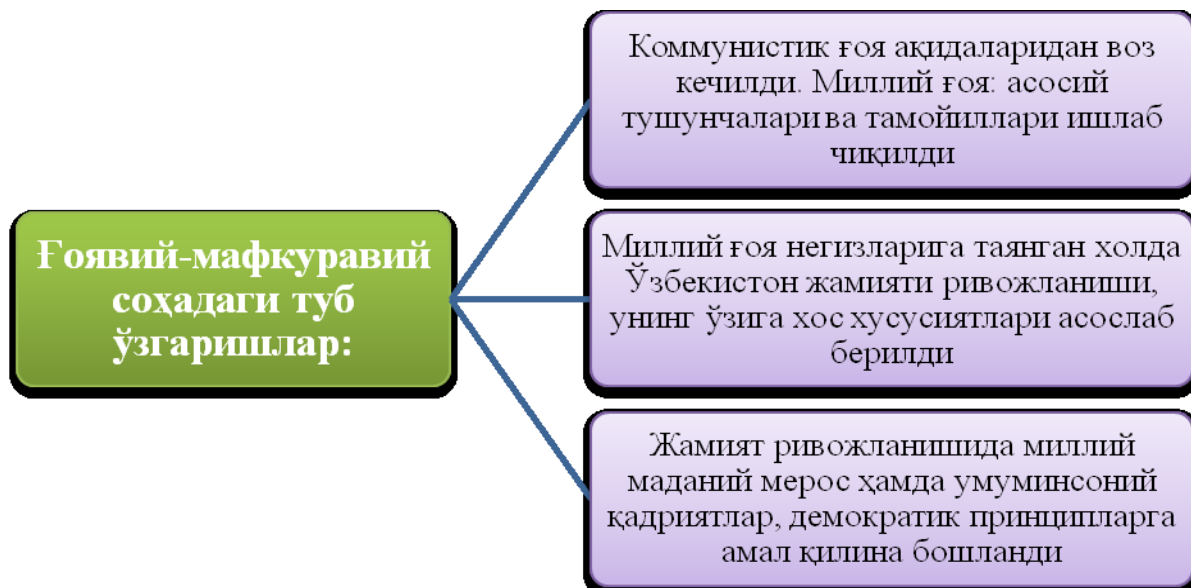 Ғоявий-мафкуравий
соҳадаги туб
ўзгаришлар:
Коммунистик ғоя ақидаларидан воз
кечилди. Миллий ғоя: асосий
тушунчалари ва тамойиллари ишлаб
чиқилди
Миллий ғоя негизларига таянган холда
Ўзбекистон жамияти ривожланиши,
унинг ўзига хос хусусиятлари асослаб
берилди
Жамият ривожланишида миллий
маданий мерос ҳамда умуминсоний
қадриятлар, демократик принципларга
амал қилина бошланди